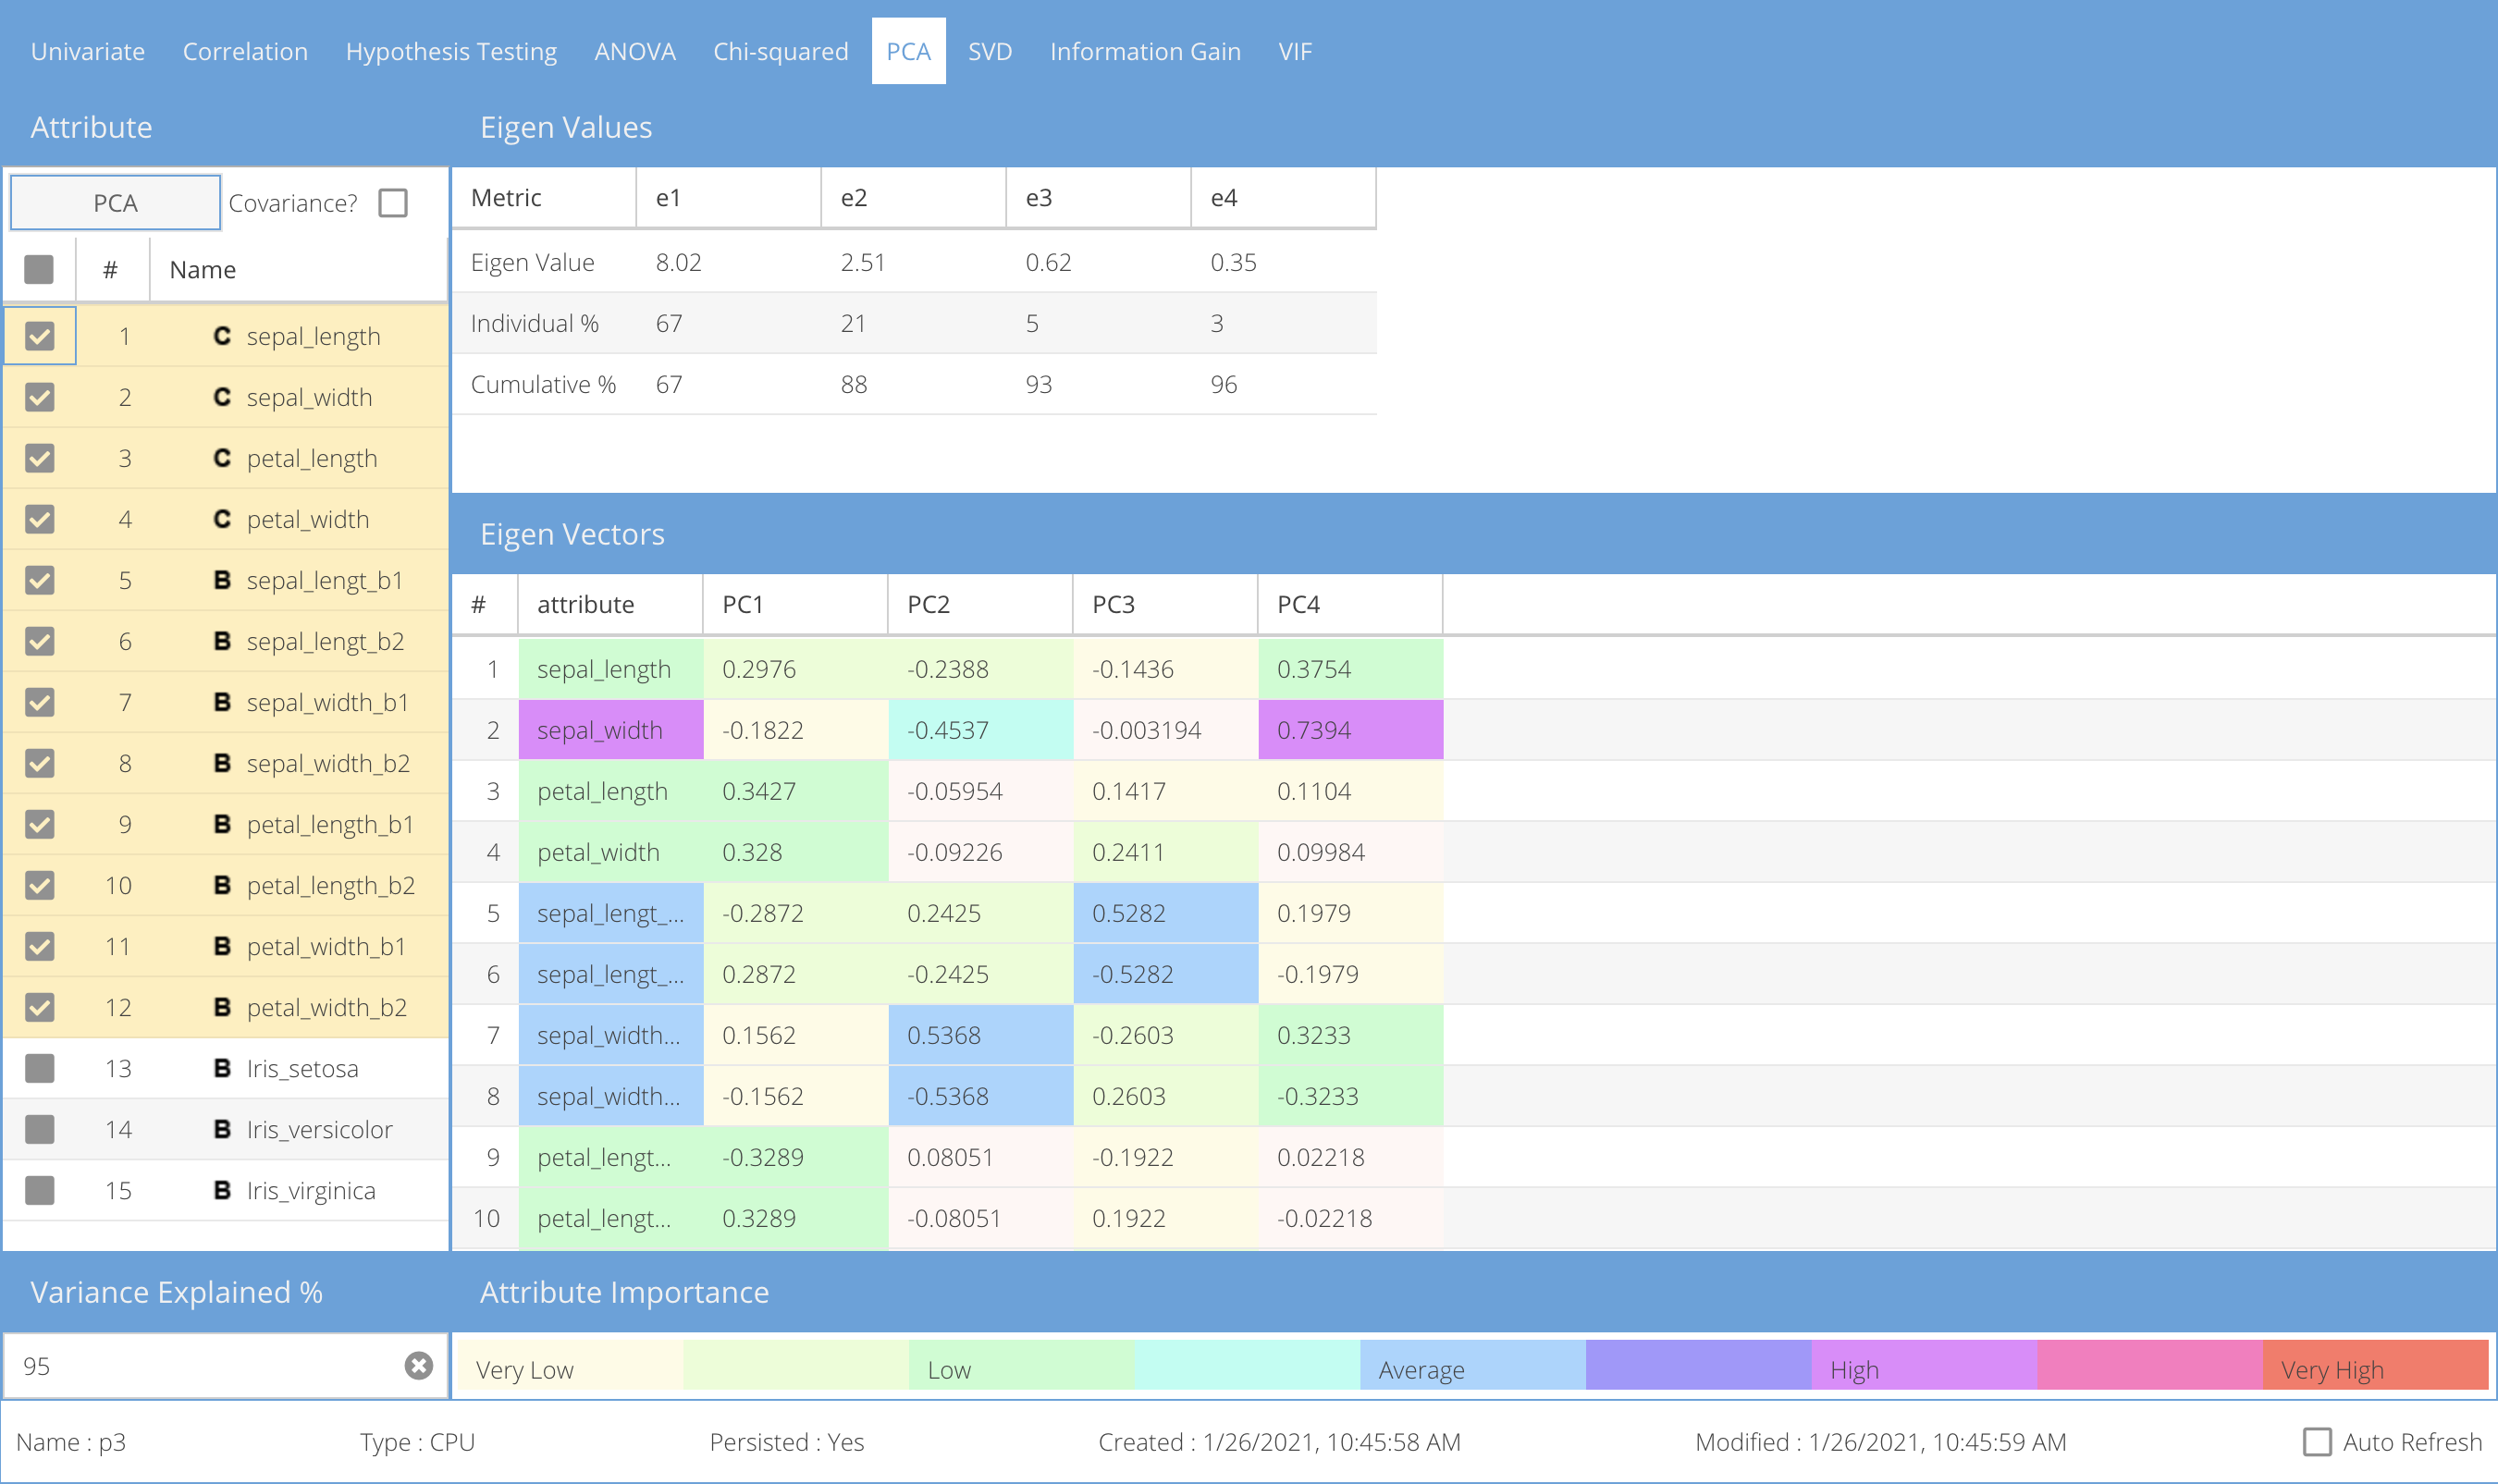 Univariate Correlation Hypothesis Testing ANOVA Chi-squared PCA SVD Information Gain VIF
Attribute
PCA Covariance?
# Name
1 C sepal_length
2 C sepal_width
3 C petal_length
4 C petal_width
5 B sepal_lengt_b1
6 B sepal_lengt_b2
7 B sepal_width_b1
8 B sepal_width_b2
9 B petal_length_b1
10 B petal_length_b2
11 B petal_width_b1
12 B petal_width_b2
13 B Iris_setosa
14 B Iris_versicolor
15 B Iris_virginica
Eigen Values
Metric e1 e2 e3 e4
Eigen Value 8.02 2.51 0.62 0.35
Individual % 67 21 5 3
Cumulative % 67 88 93 96
Eigen Vectors
# attribute PC1 PC2 PC3 PC4
1 sepal_length 0.2976 -0.2388 -0.1436 0.3754
2 sepal_width -0.1822 -0.4537 -0.003194 0.7394
3 petal_length 0.3427 -0.05954 0.1417 0.1104
4 petal_width 0.328 -0.09226 0.2411 0.09984
5 sepal_lengt_... -0.2872 0.2425 0.5282 0.1979
6 sepal_lengt_... 0.2872 -0.2425 -0.5282 -0.1979
7 sepal_width... 0.1562 0.5368 -0.2603 0.3233
8 sepal_width... -0.1562 -0.5368 0.2603 -0.3233
9 petal_lengt... -0.3289 0.08051 -0.1922 0.02218
10 petal_lengt... 0.3289 -0.08051 0.1922 -0.02218
Variance Explained %
95
Attribute Importance
Very Low Low Average High Very High
Name : p3 Type : CPU Persisted : Yes Created : 1/26/2021, 10:45:58 AM Modified : 1/26/2021, 10:45:59 AM Auto Refresh